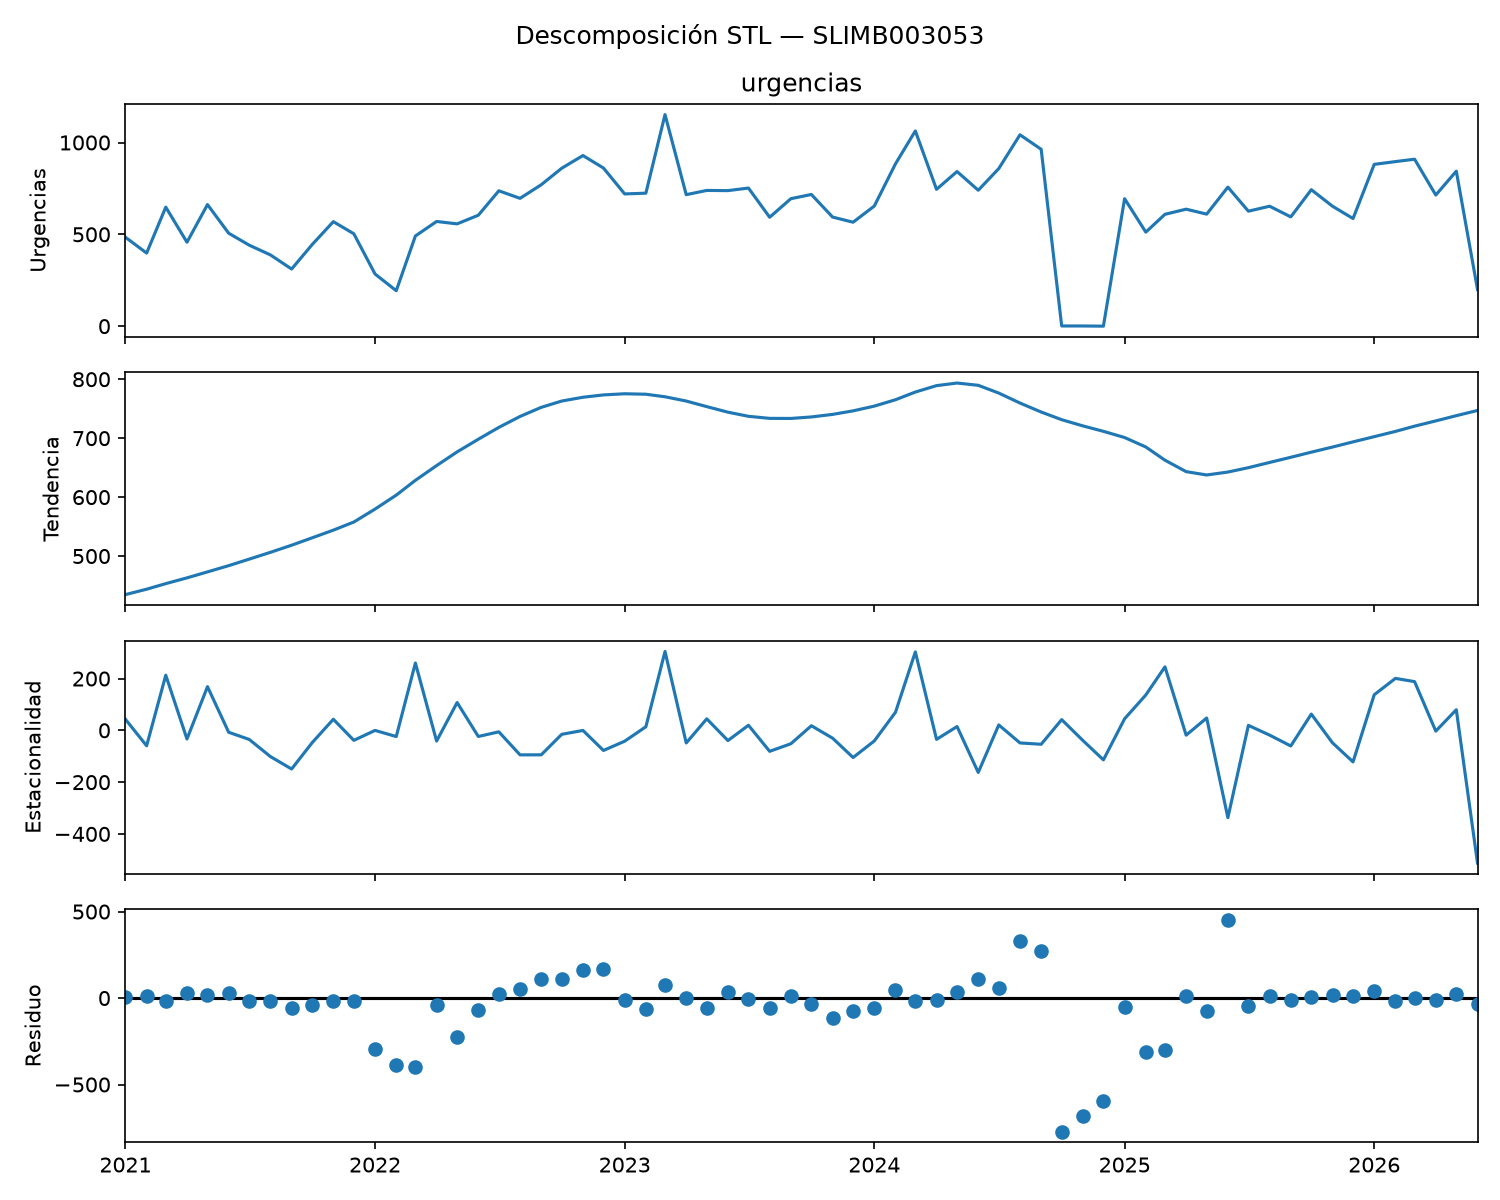 Descomposición STL — SLIMB003053
urgencias
Urgencias
1000
500
0
Tendencia
800
700
600
500
Estacionalidad
200
0
−200
−400
Residuo
500
0
−500
2021 2022 2023 2024 2025 2026